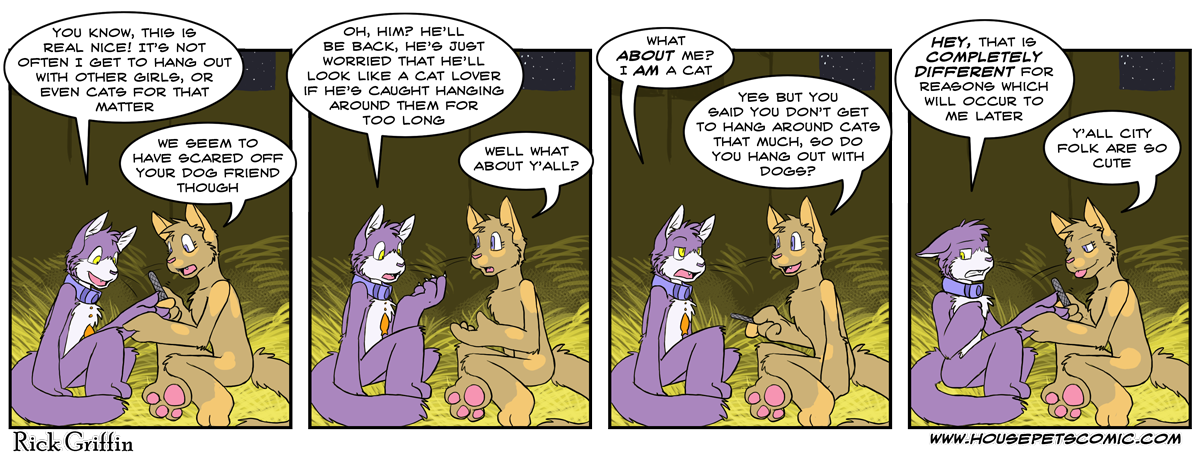 YOU KNOW, THIS IS
REAL NICE! IT'S NOT
OFTEN I GET TO HANG OUT
WITH OTHER GIRLS, OR
EVEN CATS FOR THAT
MATTER
WE SEEM TO
HAVE SCARED OFF
YOUR DOG FRIEND
THOUGH
OH, HIM? HE'LL
BE BACK, HE'S JUST
WORRIED THAT HE'LL
LOOK LIKE A CAT LOVER
IF HE'S CAUGHT HANGING
AROUND THEM FOR
TOO LONG
WELL WHAT
ABOUT Y'ALL?
WHAT
ABOUT ME?
I AM A CAT
YES BUT YOU
SAID YOU DON'T GET
TO HANG AROUND CATS
THAT MUCH, SO DO
YOU HANG OUT WITH
DOGS?
HEY, THAT IS
COMPLETELY
DIFFERENT FOR
REASONS WHICH
WILL OCCUR TO
ME LATER
Y'ALL CITY
FOLK ARE SO
CUTE
Rick Griffin
WWW.HOUSEPETSCOMIC.COM